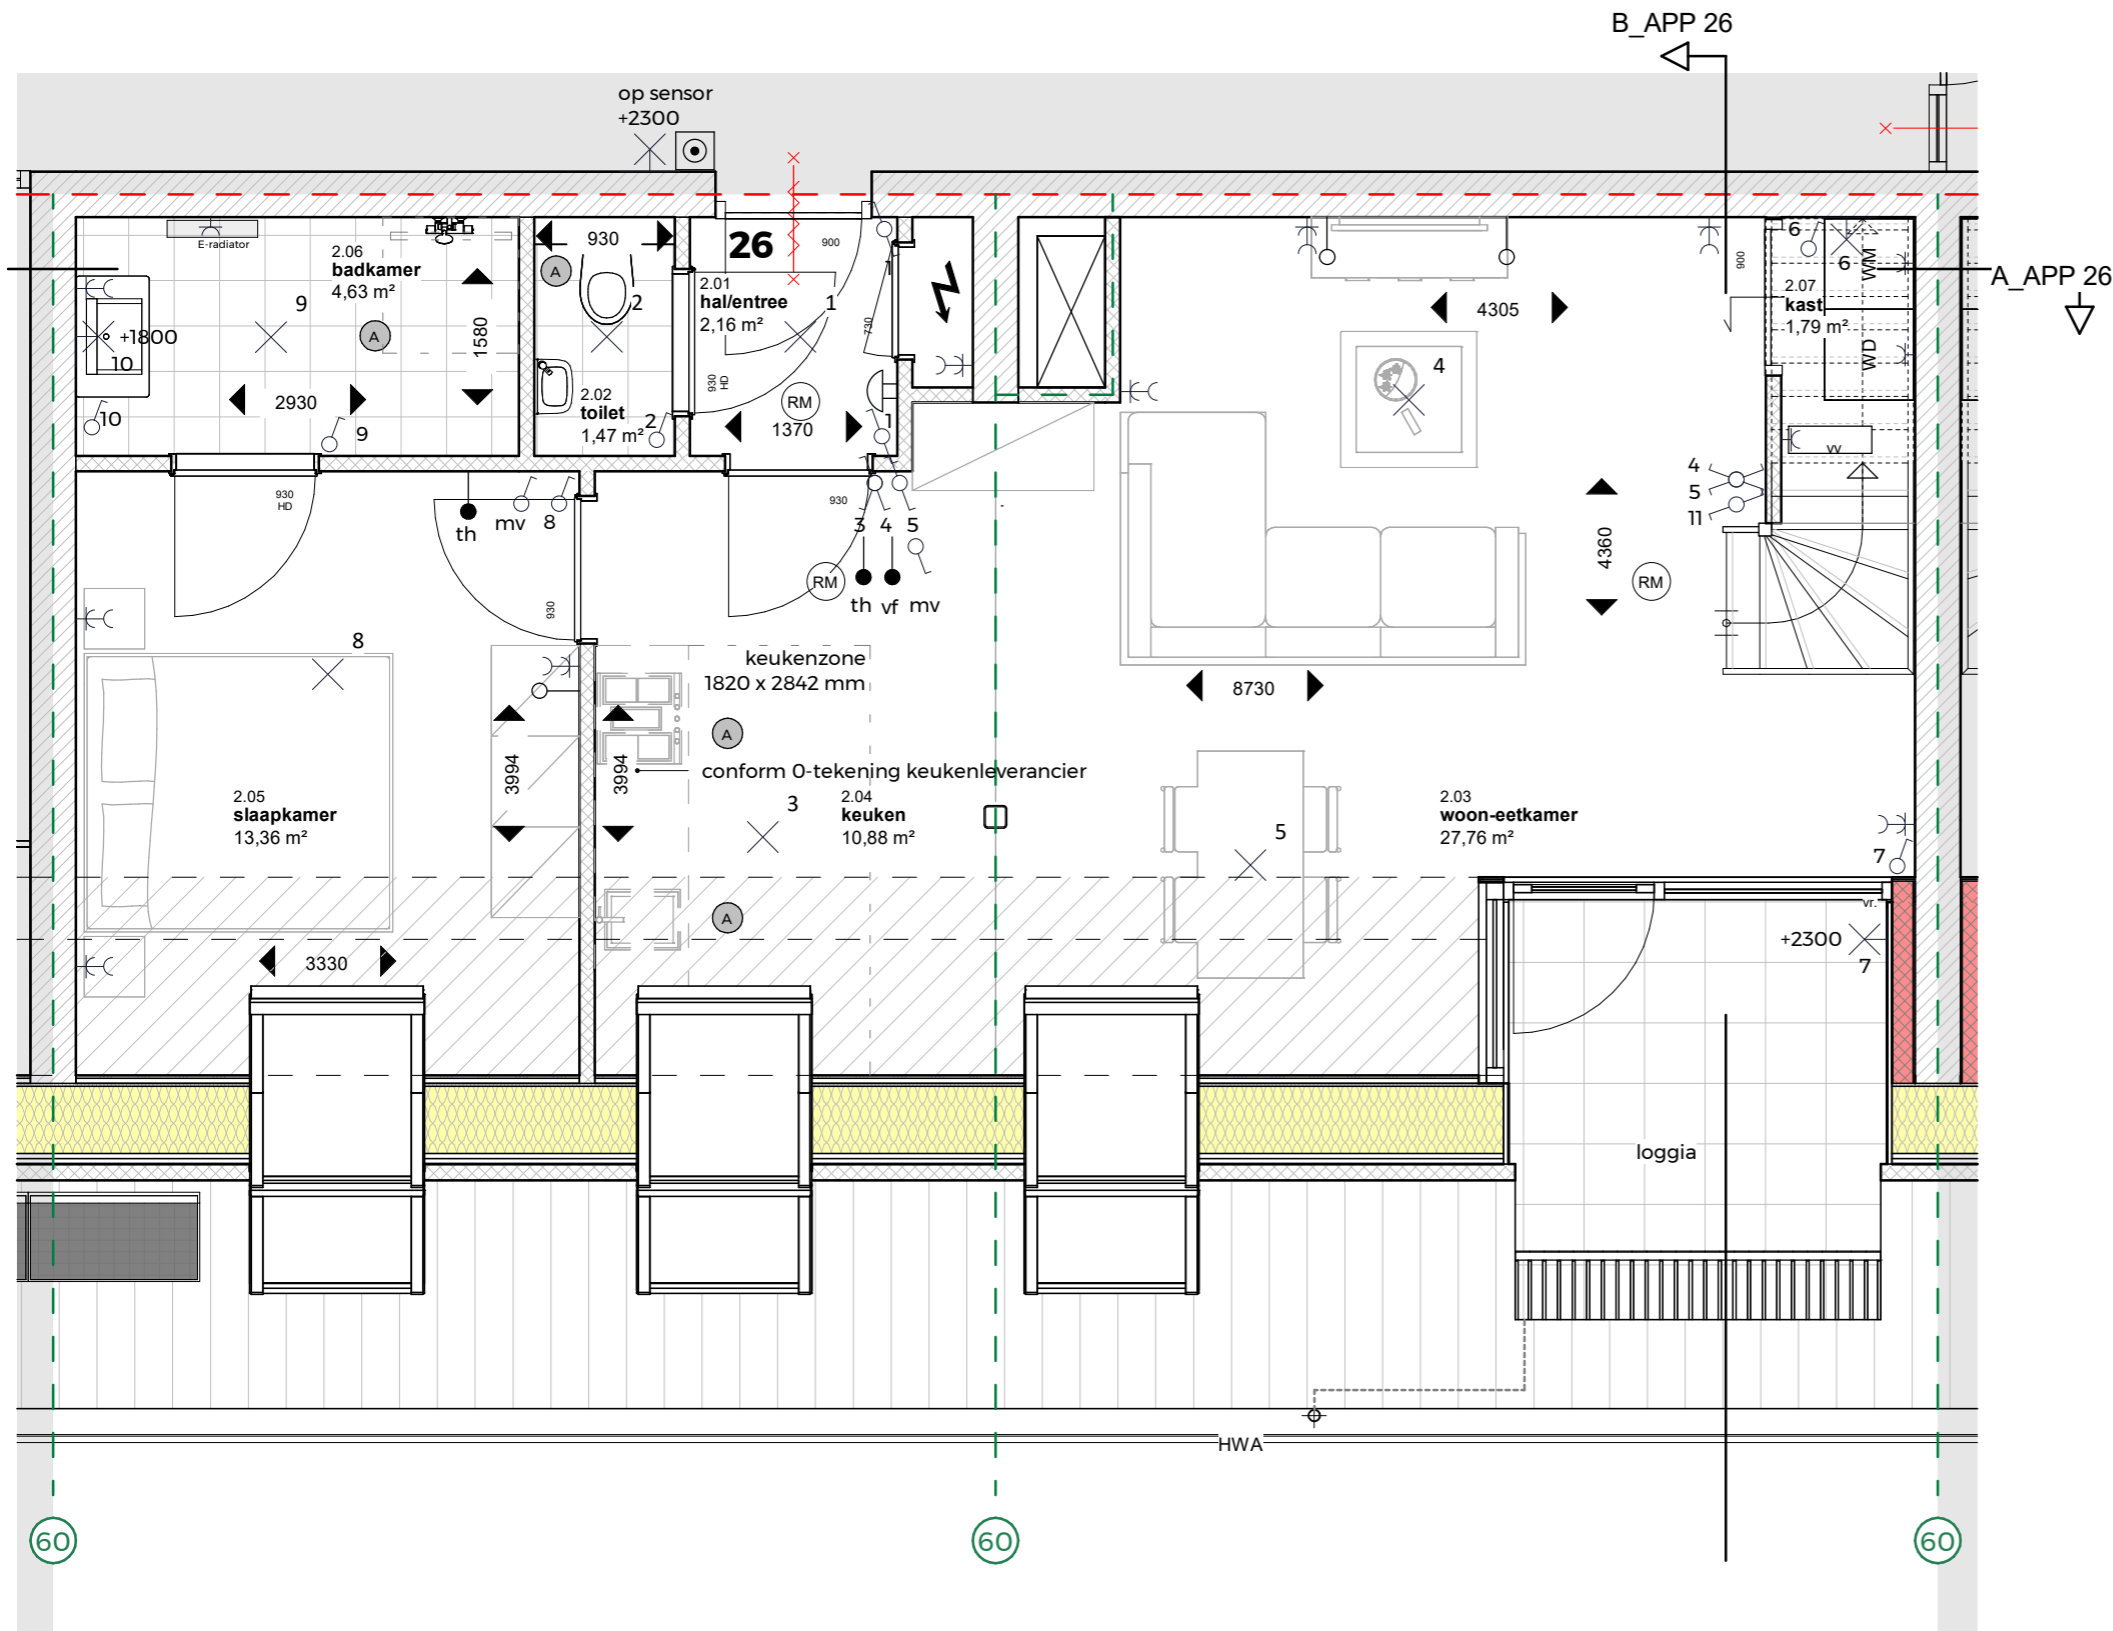 B_APP 26
op sensor
+2300
E-radiator
2.06
badkamer
4,63 m²
9
+1800
10
10
2930
9
1580
930
A
A
2
2.02
toilet
1,47 m²
2
26
900
2.01
hal/entree
2,16 m²
1
730
930
HD
RM
1370
1
1
4305
4
900
6
6
WM
2.07
kast
1,79 m²
WD
vv
A_APP 26
4
5
11
4360
RM
930
HD
th
mv
8
930
930
3
4
5
RM
th
vf
mv
8
keukenzone
1820 x 2842 mm
A
3994
3994
conform 0-tekening keukenleverancier
8730
2.05
slaapkamer
13,36 m²
3
2.04
keuken
10,88 m²
5
2.03
woon-eetkamer
27,76 m²
7
A
3330
vr.
+2300
7
loggia
HWA
60
60
60